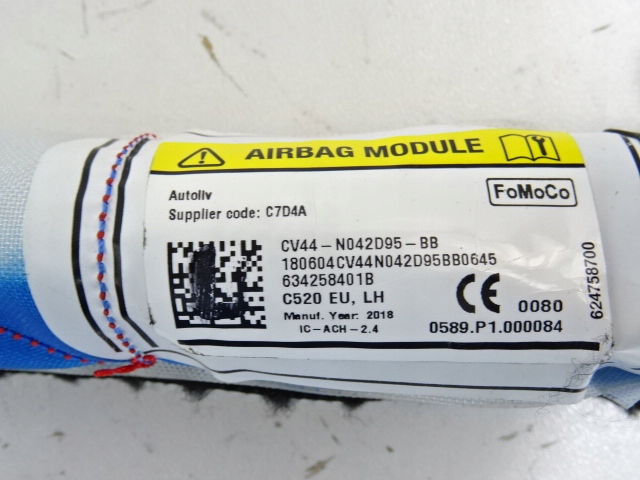 AIRBAG MODULE
Autoliv
Supplier code: C7D4A
FoMoCo
CV44-N042D95-BB
180604CV44N042D95BB0645
634258401B
C520 EU, LH
Manuf. Year: 2018
IC-ACH-2.4
CE 0080
0589.P1.000084
624758700